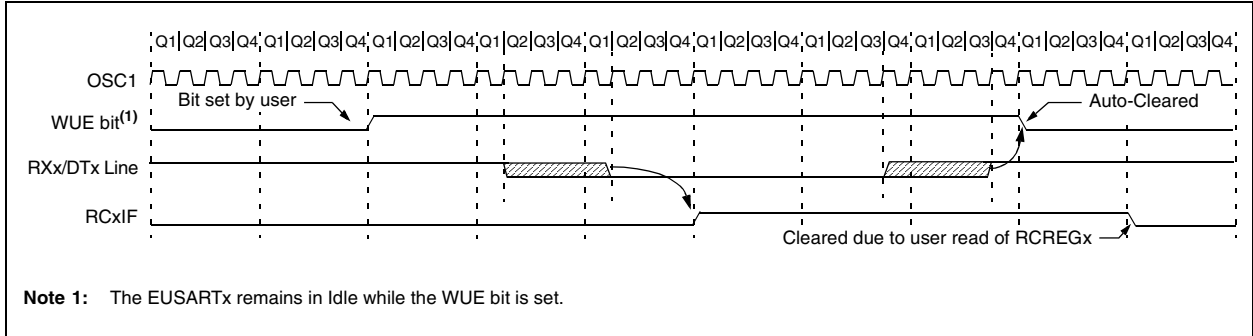 Q1|Q2|Q3|Q4|Q1|Q2|Q3|Q4|Q1|Q2|Q3|Q4|Q1|Q2|Q3|Q4|Q1|Q2|Q3|Q4|Q1|Q2|Q3|Q4|Q1|Q2|Q3|Q4|Q1|Q2|Q3|Q4|Q1|Q2|Q3|Q4|Q1|Q2|Q3|Q4
OSC1
Bit set by user
Auto-Cleared
WUE bit(1)
RXx/DTx Line
RCxIF
Cleared due to user read of RCREGx
Note 1: The EUSARTx remains in Idle while the WUE bit is set.